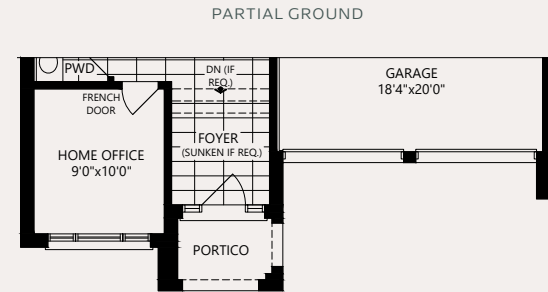 PARTIAL GROUND
PWD
DN (IF
REQ.)
GARAGE
18'4"x20'0"
FRENCH
DOOR
FOYER
(SUNKEN IF REQ.)
HOME OFFICE
9'0"x10'0"
PORTICO